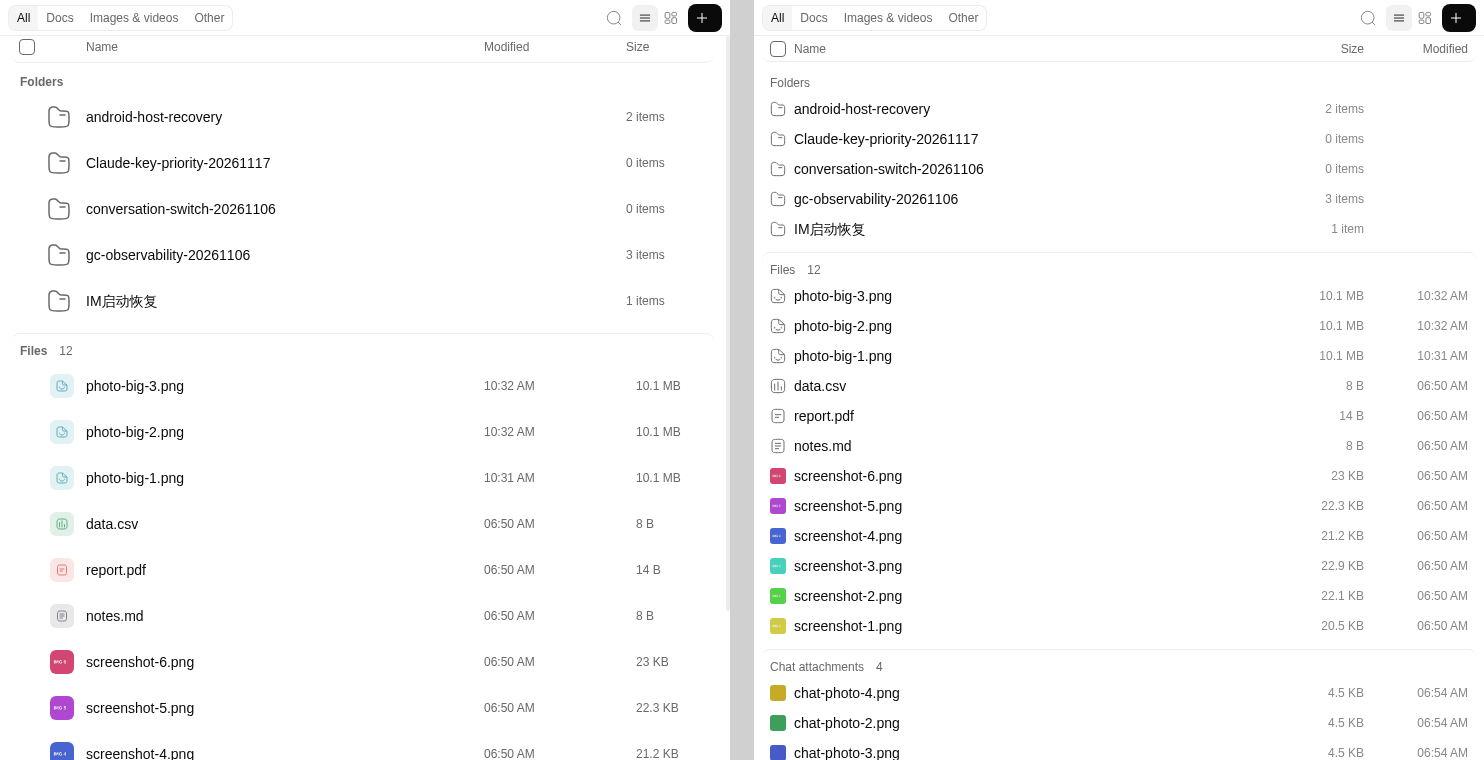 All Docs Images & videos Other
Name Modified Size
Folders
android-host-recovery 2 items
Claude-key-priority-20261117 0 items
conversation-switch-20261106 0 items
gc-observability-20261106 3 items
IM启动恢复 1 items
Files 12
photo-big-3.png 10:32 AM 10.1 MB
photo-big-2.png 10:32 AM 10.1 MB
photo-big-1.png 10:31 AM 10.1 MB
data.csv 06:50 AM 8 B
report.pdf 06:50 AM 14 B
notes.md 06:50 AM 8 B
screenshot-6.png 06:50 AM 23 KB
screenshot-5.png 06:50 AM 22.3 KB
screenshot-4.png 06:50 AM 21.2 KB
All Docs Images & videos Other
Name Size Modified
Folders
android-host-recovery 2 items
Claude-key-priority-20261117 0 items
conversation-switch-20261106 0 items
gc-observability-20261106 3 items
IM启动恢复 1 item
Files 12
photo-big-3.png 10.1 MB 10:32 AM
photo-big-2.png 10.1 MB 10:32 AM
photo-big-1.png 10.1 MB 10:31 AM
data.csv 8 B 06:50 AM
report.pdf 14 B 06:50 AM
notes.md 8 B 06:50 AM
screenshot-6.png 23 KB 06:50 AM
screenshot-5.png 22.3 KB 06:50 AM
screenshot-4.png 21.2 KB 06:50 AM
screenshot-3.png 22.9 KB 06:50 AM
screenshot-2.png 22.1 KB 06:50 AM
screenshot-1.png 20.5 KB 06:50 AM
Chat attachments 4
chat-photo-4.png 4.5 KB 06:54 AM
chat-photo-2.png 4.5 KB 06:54 AM
chat-photo-3.png 4.5 KB 06:54 AM